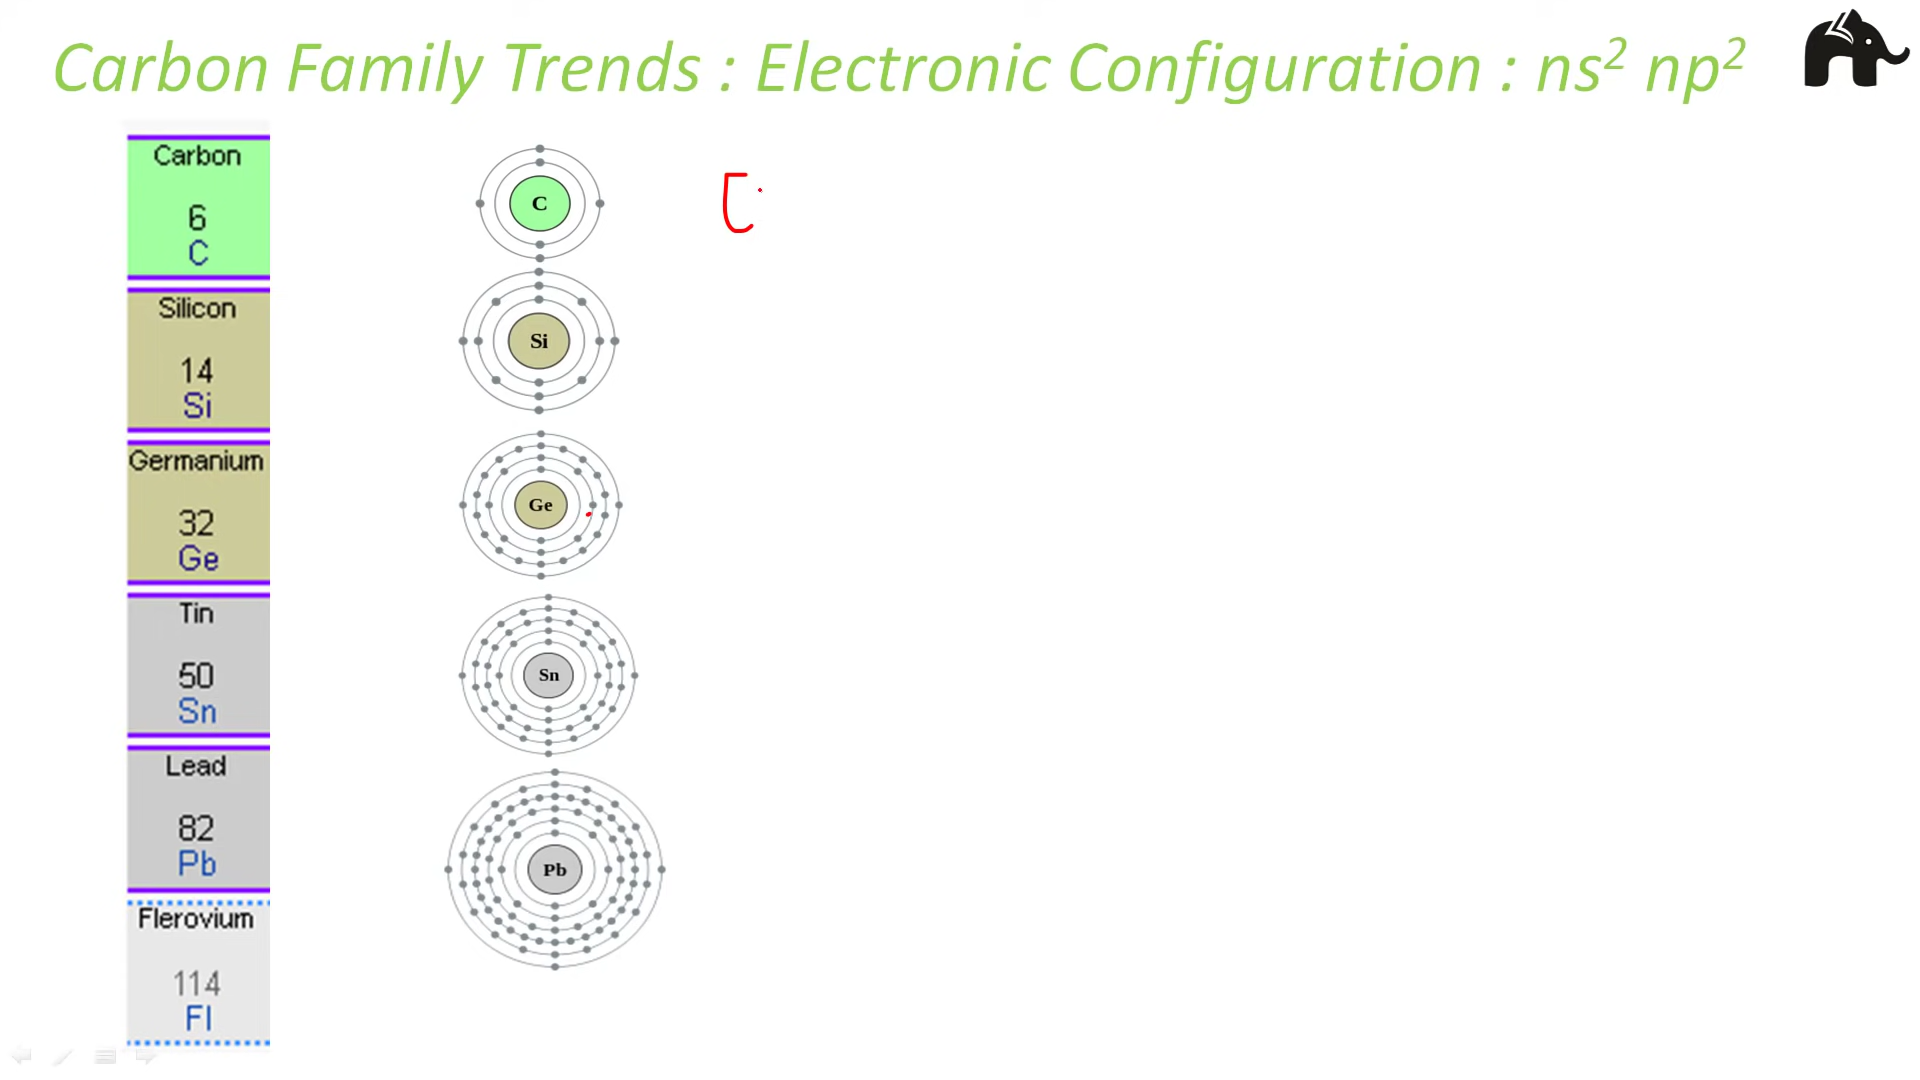 Carbon Family Trends : Electronic Configuration : ns² np²
Carbon
6
C
Silicon
14
Si
Germanium
32
Ge
Tin
50
Sn
Lead
82
Pb
Flerovium
114
Fl
C
Si
Ge
Sn
Pb
[